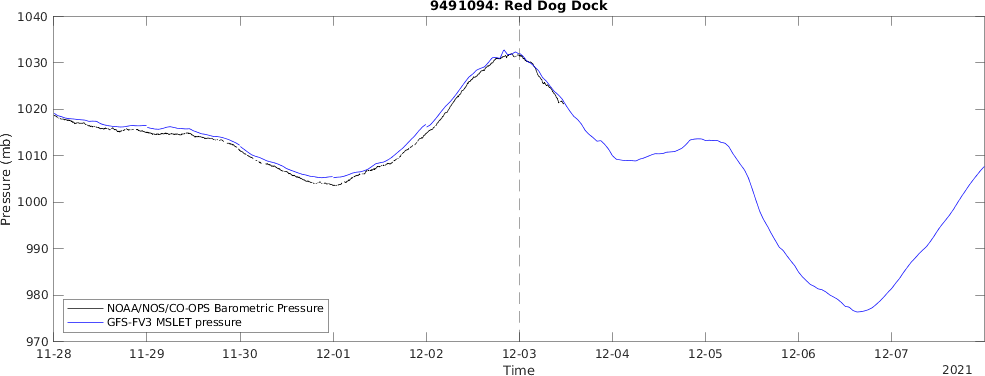 9491094: Red Dog Dock
Pressure (mb)
1040
1030
1020
1010
1000
990
980
970
NOAA/NOS/CO-OPS Barometric Pressure
GFS-FV3 MSLET pressure
11-28 11-29 11-30 12-01 12-02 12-03 12-04 12-05 12-06 12-07
Time
2021